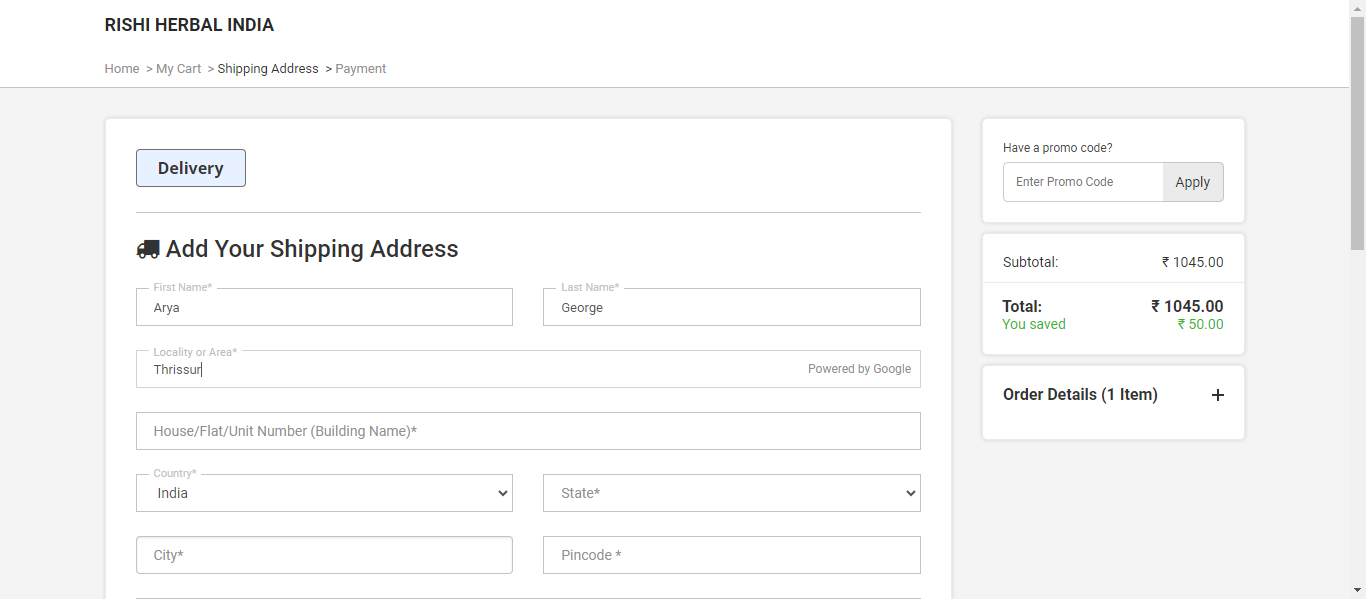 RISHI HERBAL INDIA
Home > My Cart > Shipping Address > Payment
Delivery
Add Your Shipping Address
First Name*
Arya
Last Name*
George
Locality or Area*
Thrissur
Powered by Google
House/Flat/Unit Number (Building Name)*
Country*
India
State*
City*
Pincode *
Have a promo code?
Enter Promo Code
Apply
Subtotal: ₹ 1045.00
Total: ₹ 1045.00
You saved ₹ 50.00
Order Details (1 Item) +